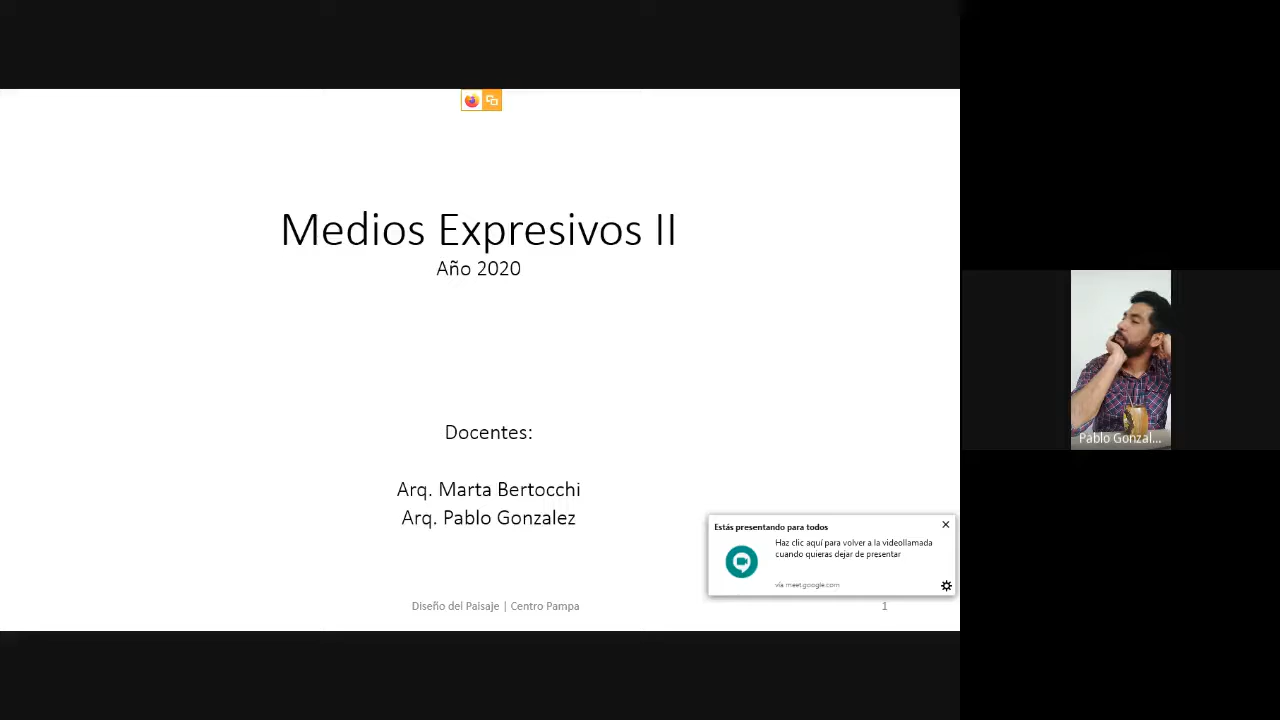 Medios Expresivos II
Año 2020
Docentes:
Arq. Marta Bertocchi
Arq. Pablo Gonzalez
Estás presentando para todos
Haz clic aquí para volver a la videollamada
cuando quieras dejar de presentar
vía meet.google.com
Diseño del Paisaje | Centro Pampa
1
Pablo Gonzal...